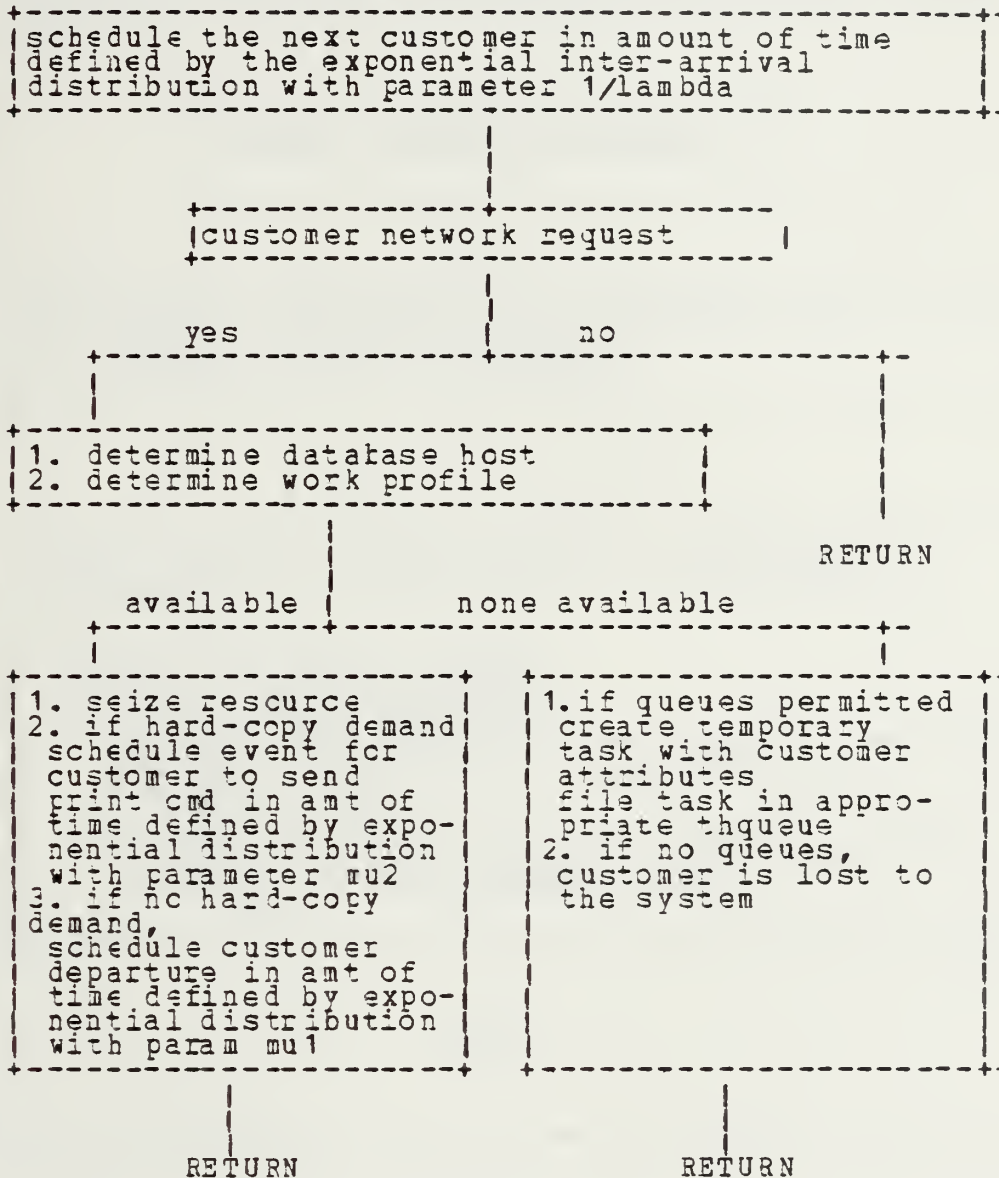 schedule the next customer in amount of time
defined by the exponential inter-arrival
distribution with parameter 1/lambda
customer network request
yes no
1. determine database host
2. determine work profile
RETURN
available none available
1. seize rescurce
2. if hard-copy demand
schedule event for
customer to send
print cmd in amt of
time defined by expo-
nential distribution
with parameter mu2
3. if no hard-copy
demand,
schedule customer
departure in amt of
time defined by expo-
nential distribution
with param mu1
1.if queues permitted
create temporary
task with customer
attributes
file task in appro-
priate thqueue
2. if no queues,
customer is lost to
the system
RETURN RETURN